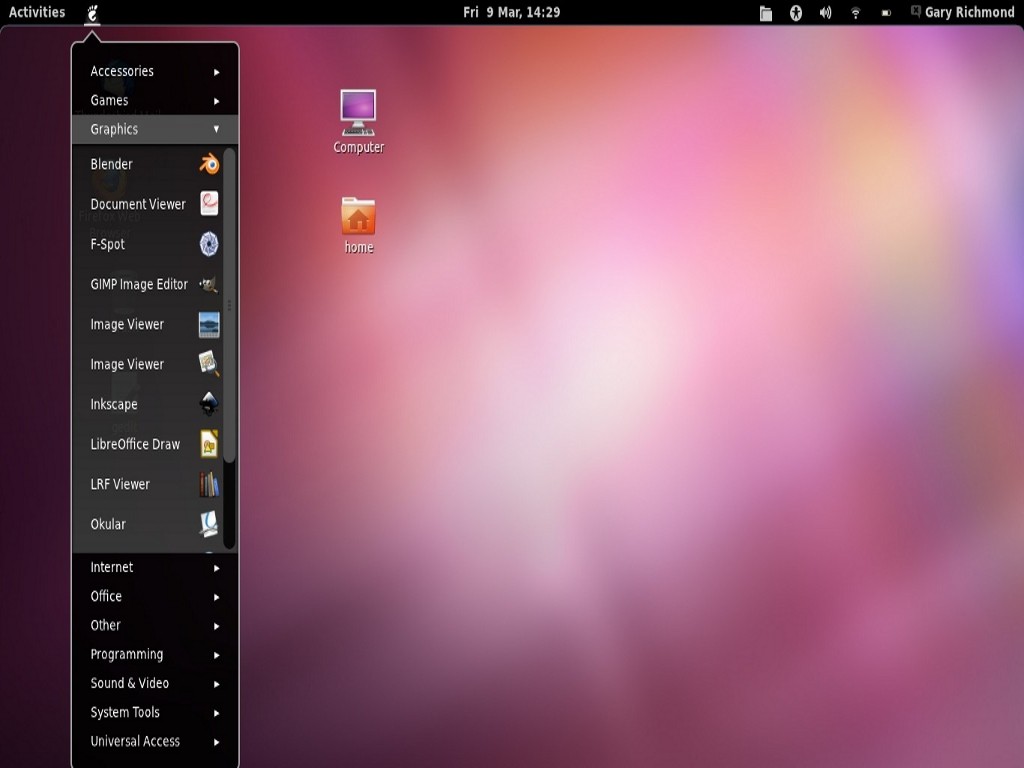 Activities
Fri 9 Mar, 14:29
Gary Richmond
Accessories
Games
Graphics
Blender
Document Viewer
F-Spot
GIMP Image Editor
Image Viewer
Image Viewer
Inkscape
LibreOffice Draw
LRF Viewer
Okular
Internet
Office
Other
Programming
Sound & Video
System Tools
Universal Access
Computer
home